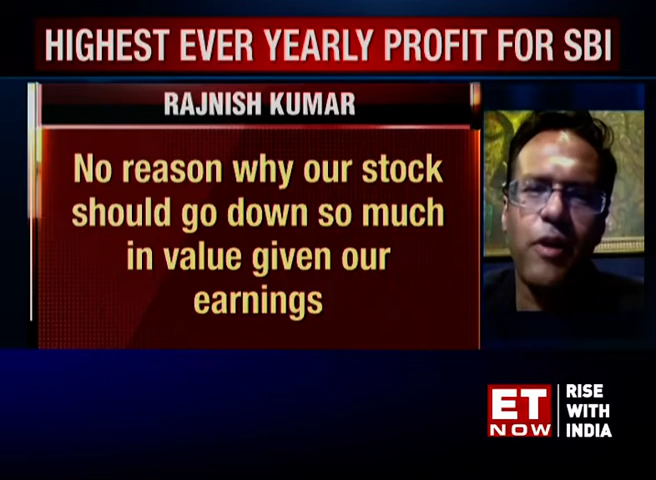 HIGHEST EVER YEARLY PROFIT FOR SBI
RAJNISH KUMAR
No reason why our stock
should go down so much
in value given our
earnings
ET
NOW
RISE
WITH
INDIA